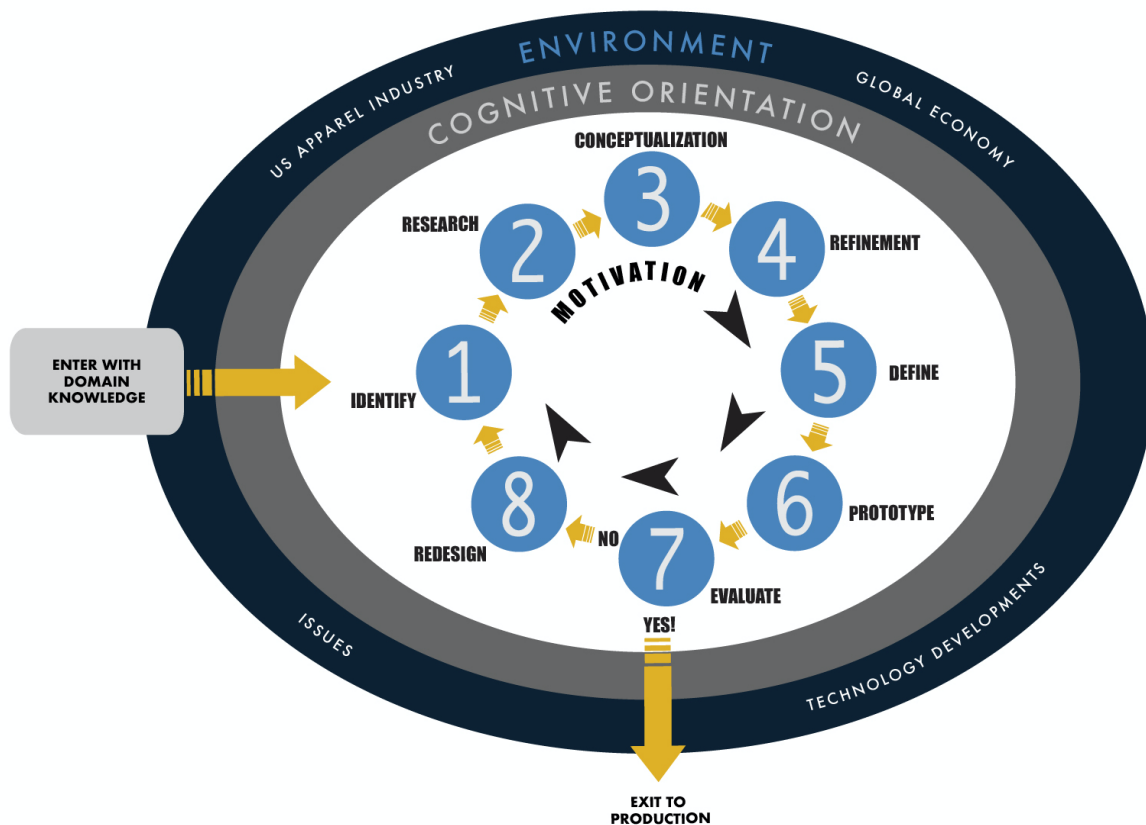 ENVIRONMENT
US APPAREL INDUSTRY
GLOBAL ECONOMY
COGNITIVE ORIENTATION
CONCEPTUALIZATION
3
RESEARCH
2
4
REFINEMENT
MOTIVATION
ENTER WITH
DOMAIN
KNOWLEDGE
1
IDENTIFY
5
DEFINE
8
REDESIGN
6
PROTOTYPE
NO
7
EVALUATE
YES!
ISSUES
TECHNOLOGY DEVELOPMENTS
EXIT TO
PRODUCTION